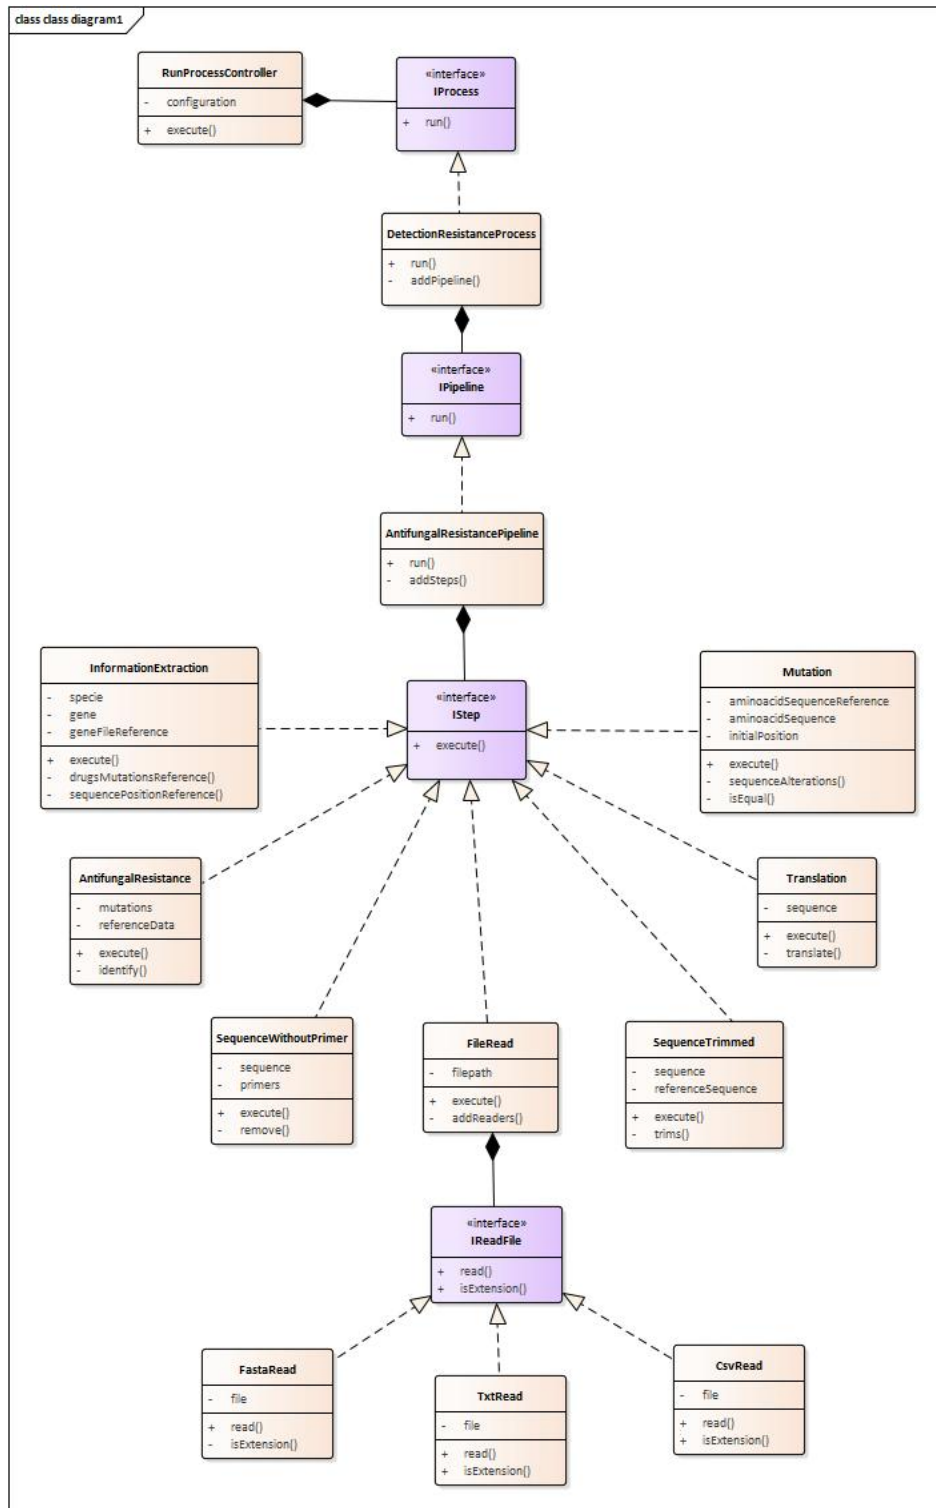 class class diagram1
RunProcessController
- configuration
+ execute()
«interface»
IProcess
+ run()
DetectionResistanceProcess
+ run()
- addPipeline()
«interface»
IPipeline
+ run()
AntifungalResistancePipeline
+ run()
- addSteps()
InformationExtraction
- specie
- gene
- geneFileReference
+ execute()
- drugsMutationsReference()
- sequencePositionReference()
«interface»
IStep
+ execute()
Mutation
- aminoacidSequenceReference
- aminoacidSequence
- initialPosition
+ execute()
- sequenceAlterations()
- isEqual()
AntifungalResistance
- mutations
- referenceData
+ execute()
- identify()
Translation
- sequence
+ execute()
- translate()
SequenceWithoutPrimer
- sequence
- primers
+ execute()
- remove()
FileRead
- filepath
+ execute()
- addReaders()
SequenceTrimmed
- sequence
- referenceSequence
+ execute()
- trims()
«interface»
IReadFile
+ read()
+ isExtension()
FastaRead
- file
+ read()
- isExtension()
TxtRead
- file
+ read()
+ isExtension()
CsvRead
- file
+ read()
+ isExtension()